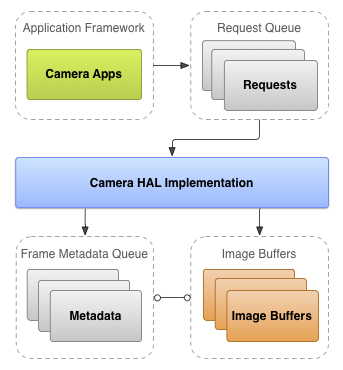 Application Framework
Request Queue
Camera Apps
Requests
Camera HAL Implementation
Frame Metadata Queue
Image Buffers
Metadata
Image Buffers